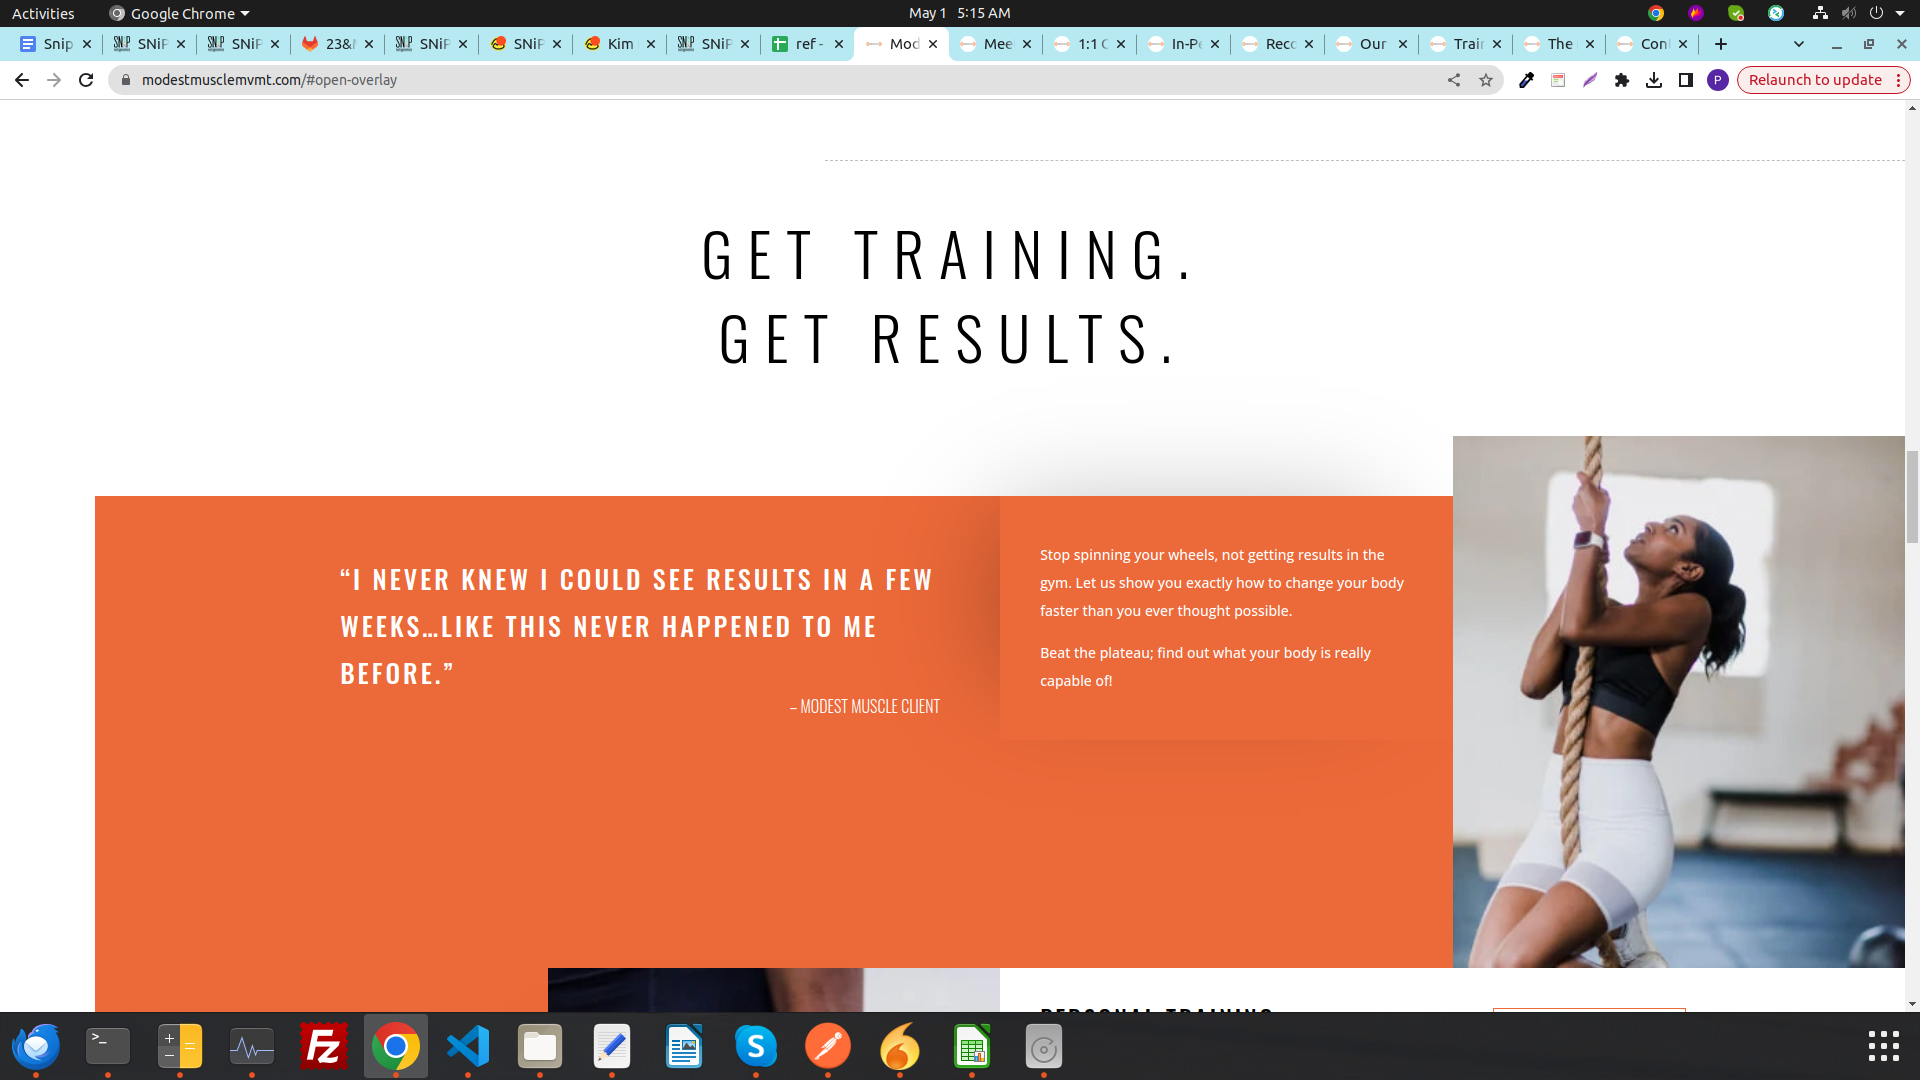 Activities
Google Chrome
May 1 5:15 AM
Snip
SNiP
SNiP
23&
SNiP
SNiP
Kim
SNiP
ref -
Mod
Mee
1:1 C
In-Pe
Reco
Our
Train
The
Con
modestmusclemvmt.com/#open-overlay
P
Relaunch to update
GET TRAINING.
GET RESULTS.
“I NEVER KNEW I COULD SEE RESULTS IN A FEW
WEEKS…LIKE THIS NEVER HAPPENED TO ME
BEFORE.”
– MODEST MUSCLE CLIENT
Stop spinning your wheels, not getting results in the
gym. Let us show you exactly how to change your body
faster than you ever thought possible.
Beat the plateau; find out what your body is really
capable of!
PERSONAL TRAINING